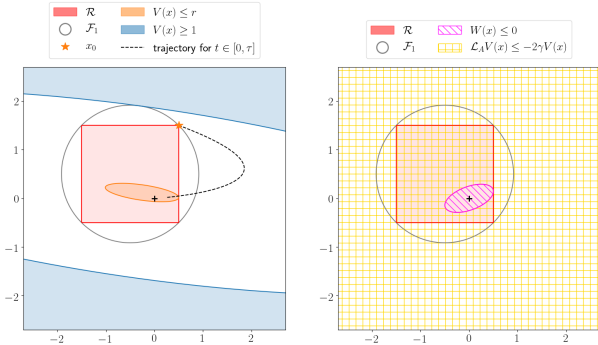 R V(x) ≤ r
F₁ V(x) ≥ 1
x₀ trajectory for t ∈ [0, τ]
2
1
0
−1
−2
−2 −1 0 1 2
R W(x) ≤ 0
F₁ L_A V(x) ≤ −2γV(x)
2
1
0
−1
−2
−2 −1 0 1 2